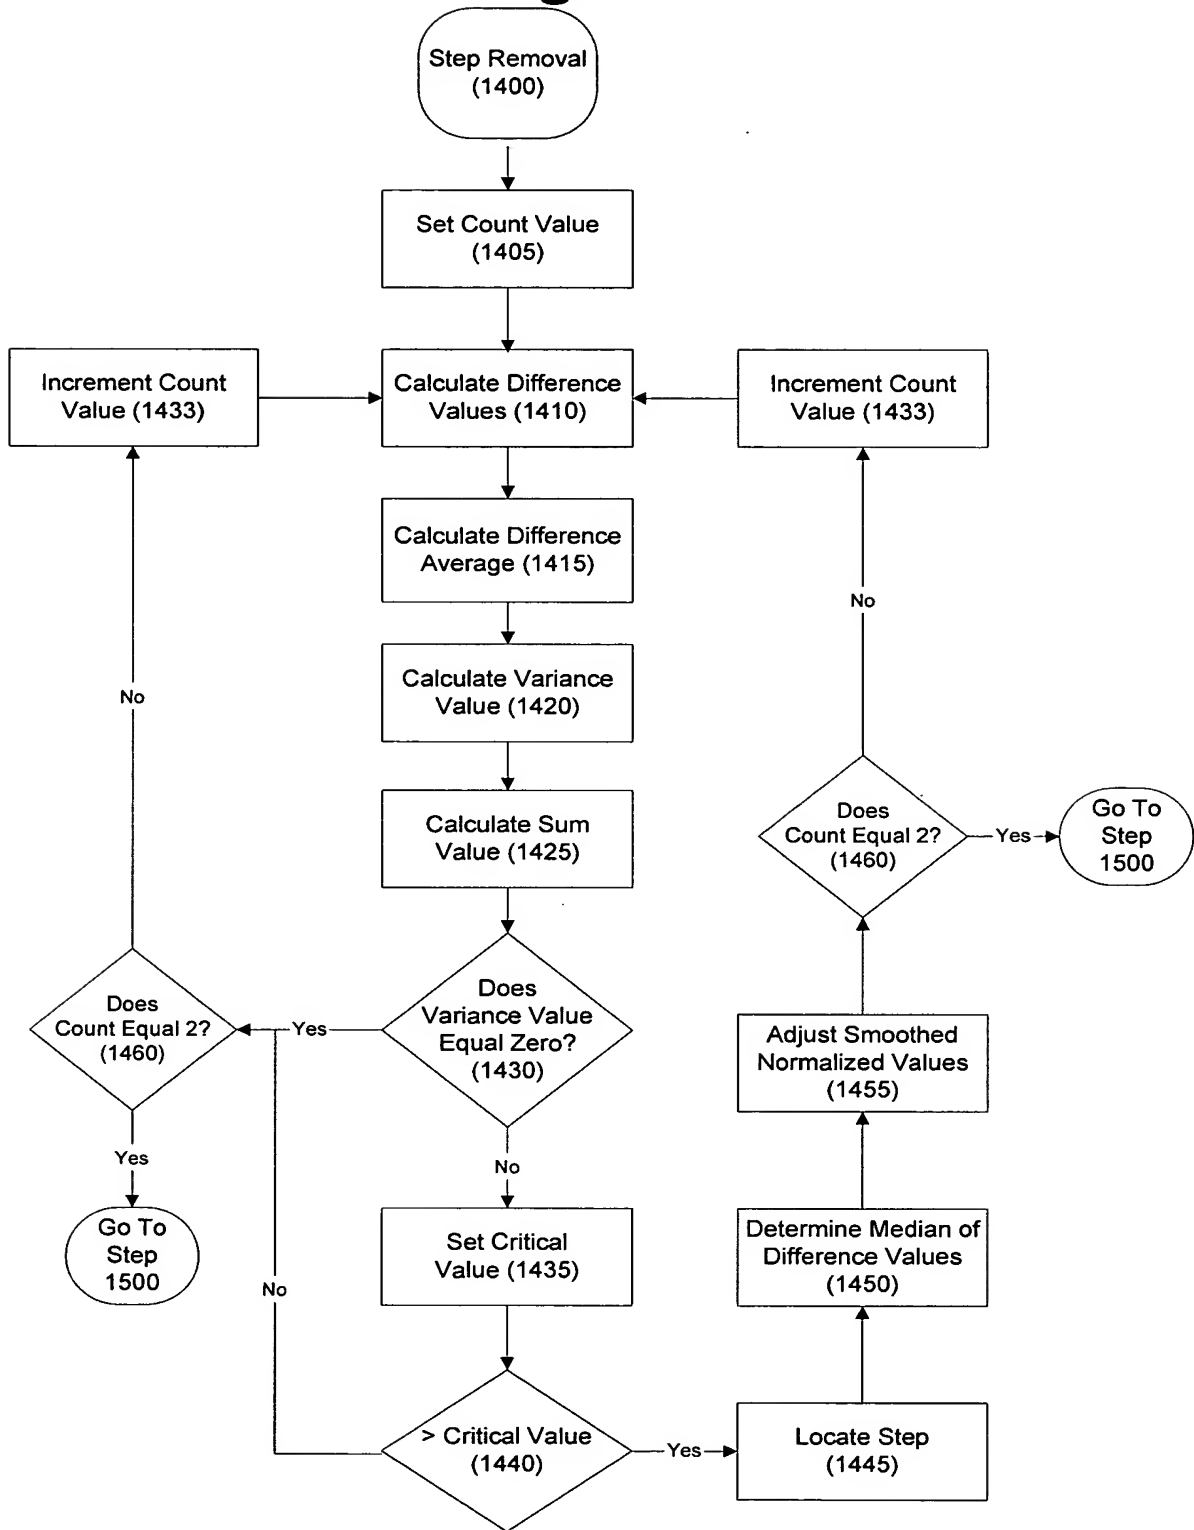 Step Removal
(1400)
Set Count Value
(1405)
Increment Count
Value (1433)
Calculate Difference
Values (1410)
Increment Count
Value (1433)
Calculate Difference
Average (1415)
No
Calculate Variance
Value (1420)
No
Calculate Sum
Value (1425)
Does
Count Equal 2?
(1460)
Yes
Go To
Step
1500
Does
Count Equal 2?
(1460)
Yes
Does
Variance Value
Equal Zero?
(1430)
Adjust Smoothed
Normalized Values
(1455)
Yes
No
Go To
Step
1500
Set Critical
Value (1435)
Determine Median of
Difference Values
(1450)
No
> Critical Value
(1440)
Yes
Locate Step
(1445)